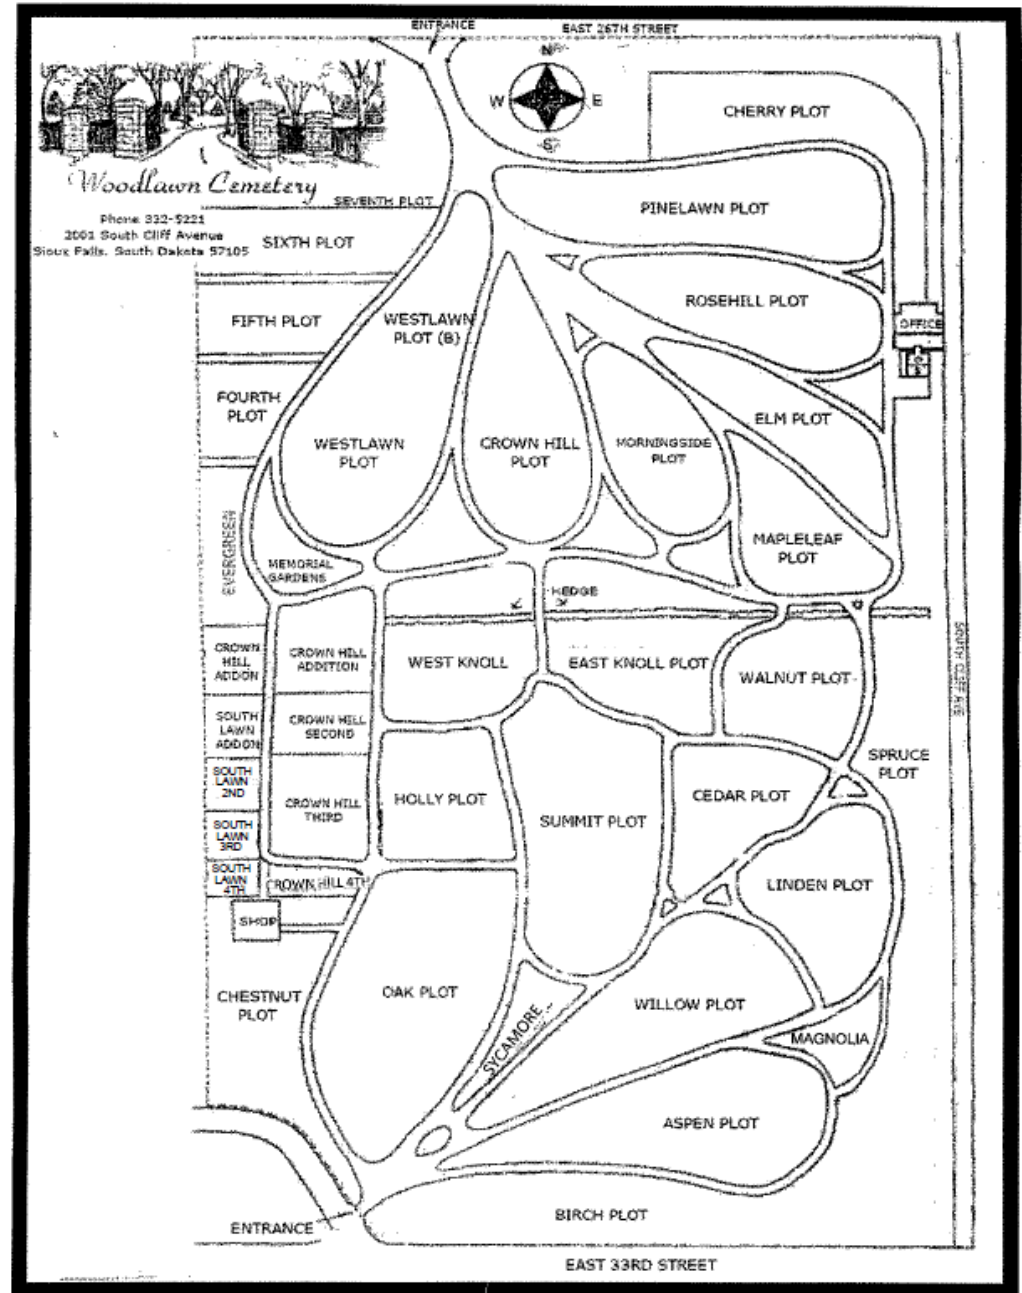 ENTRANCE
EAST 26TH STREET
N
W
E
S
CHERRY PLOT
Woodlawn Cemetery
Phone 332-5221
2001 South Cliff Avenue
Sioux Falls, South Dakota 57105
SEVENTH PLOT
PINELAWN PLOT
SIXTH PLOT
ROSEHILL PLOT
FIFTH PLOT
WESTLAWN
PLOT (B)
OFFICE
FOURTH
PLOT
ELM PLOT
WESTLAWN
PLOT
CROWN HILL
PLOT
MORNINGSIDE
PLOT
EVERGREEN
MAPLELEAF
PLOT
MEMORIAL
GARDENS
HEDGE
CROWN
HILL
ADDON
CROWN HILL
ADDITION
WEST KNOLL
EAST KNOLL PLOT
WALNUT PLOT
SOUTH CLIFF AVE
SOUTH
LAWN
ADDON
CROWN HILL
SECOND
SPRUCE
PLOT
SOUTH
LAWN
2ND
CROWN HILL
THIRD
HOLLY PLOT
SUMMIT PLOT
CEDAR PLOT
SOUTH
LAWN
3RD
SOUTH
LAWN
4TH
CROWN HILL 4TH
LINDEN PLOT
SHOP
CHESTNUT
PLOT
OAK PLOT
SYCAMORE
WILLOW PLOT
MAGNOLIA
ASPEN PLOT
ENTRANCE
BIRCH PLOT
EAST 33RD STREET